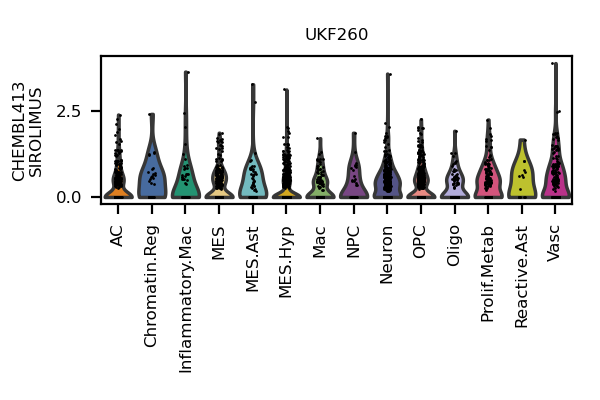 UKF260
CHEMBL413
SIROLIMUS
2.5
0.0
AC
Chromatin.Reg
Inflammatory.Mac
MES
MES.Ast
MES.Hyp
Mac
NPC
Neuron
OPC
Oligo
Prolif.Metab
Reactive.Ast
Vasc